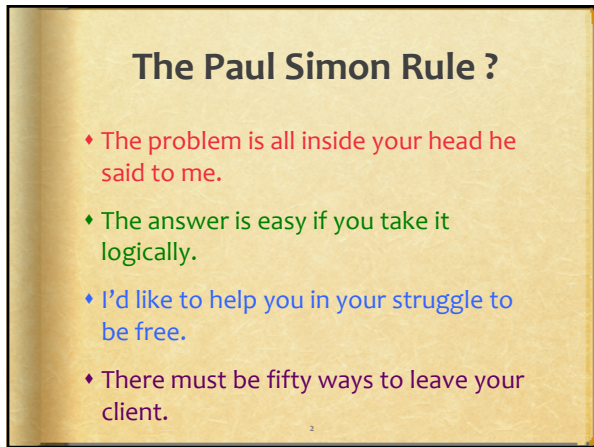 The Paul Simon Rule ?
The problem is all inside your head he
said to me.
The answer is easy if you take it
logically.
I’d like to help you in your struggle to
be free.
There must be fifty ways to leave your
client.
2